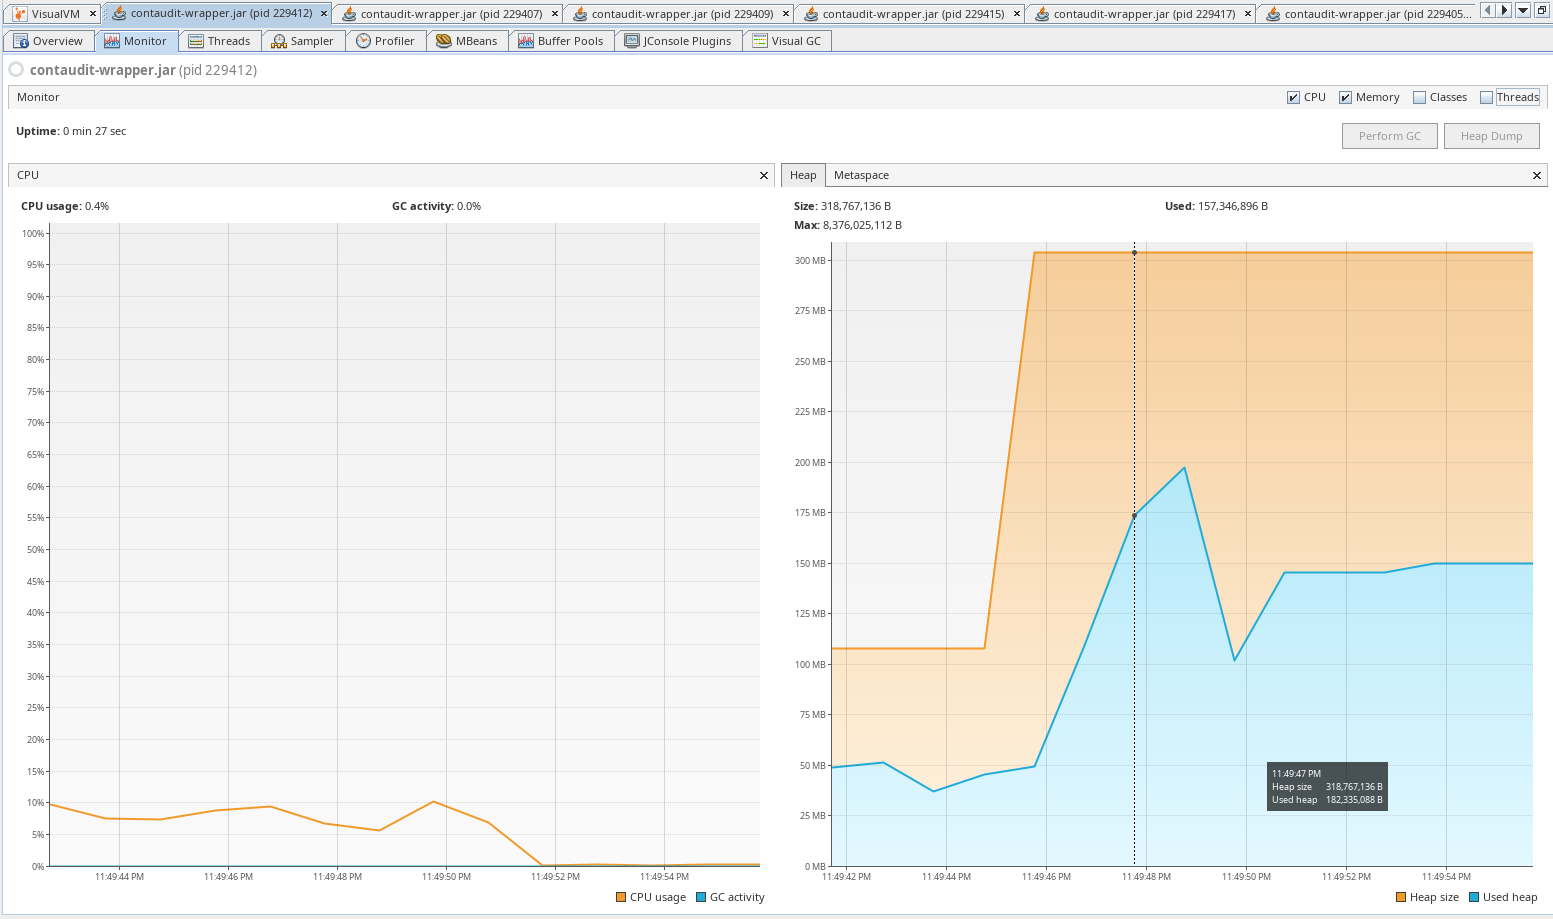 VisualVM contaudit-wrapper.jar (pid 229412) contaudit-wrapper.jar (pid 229407) contaudit-wrapper.jar (pid 229409) contaudit-wrapper.jar (pid 229415) contaudit-wrapper.jar (pid 229417) contaudit-wrapper.jar (pid 229405...
Overview Monitor Threads Sampler Profiler MBeans Buffer Pools JConsole Plugins Visual GC
contaudit-wrapper.jar (pid 229412)
Monitor CPU Memory Classes Threads
Uptime: 0 min 27 sec
Perform GC Heap Dump
CPU
CPU usage: 0.4% GC activity: 0.0%
100%
95%
90%
85%
80%
75%
70%
65%
60%
55%
50%
45%
40%
35%
30%
25%
20%
15%
10%
5%
0%
11:49:44 PM 11:49:46 PM 11:49:48 PM 11:49:50 PM 11:49:52 PM 11:49:54 PM
CPU usage GC activity
Heap Metaspace
Size: 318,767,136 B Used: 157,346,896 B
Max: 8,376,025,112 B
300 MB
275 MB
250 MB
225 MB
200 MB
175 MB
150 MB
125 MB
100 MB
75 MB
50 MB
25 MB
0 MB
11:49:47 PM
Heap size 318,767,136 B
Used heap 182,335,088 B
11:49:42 PM 11:49:44 PM 11:49:46 PM 11:49:48 PM 11:49:50 PM 11:49:52 PM 11:49:54 PM
Heap size Used heap